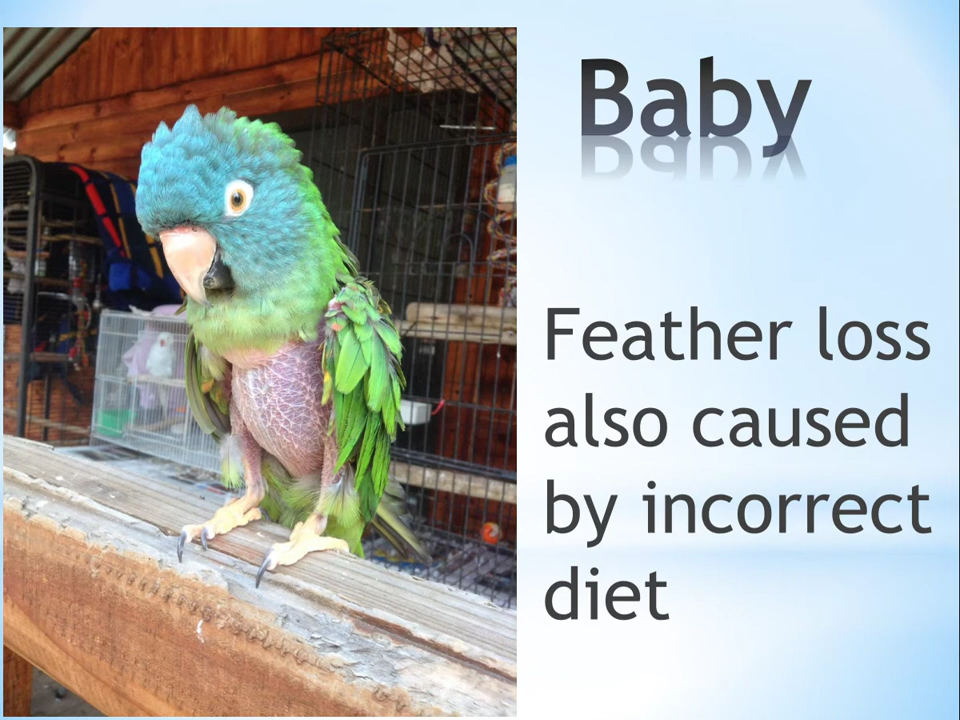 Baby
Feather loss
also caused
by incorrect
diet